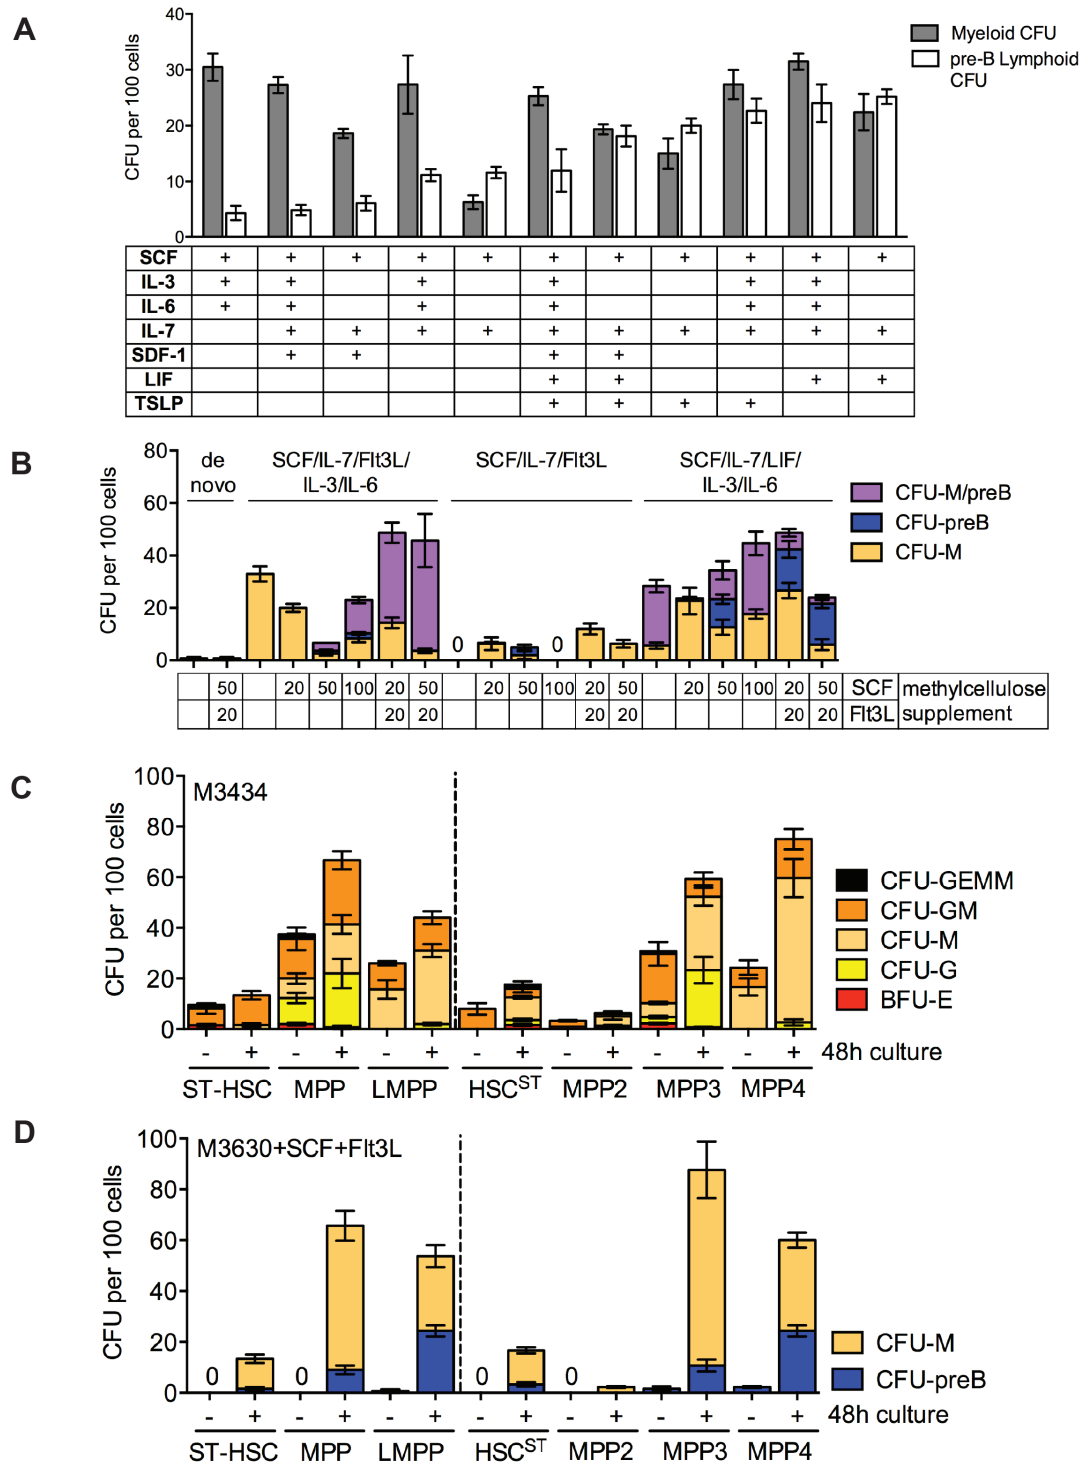 A
CFU per 100 cells
40
30
20
10
0
Myeloid CFU
pre-B Lymphoid
CFU
SCF + + + + + + + + + + +
IL-3 + + + + + +
IL-6 + + + + + +
IL-7 + + + + + + + + + +
SDF-1 + + + +
LIF + + + +
TSLP + + + +
B
CFU per 100 cells
80
60
40
20
0
de
novo
SCF/IL-7/Flt3L/
IL-3/IL-6
SCF/IL-7/Flt3L
SCF/IL-7/LIF/
IL-3/IL-6
0 0
CFU-M/preB
CFU-preB
CFU-M
50 20 50 100 20 50 20 50 100 20 50 20 50 100 20 50 SCF methylcellulose
20 20 20 20 20 20 20 Flt3L supplement
C
CFU per 100 cells
100
80
60
40
20
0
M3434
CFU-GEMM
CFU-GM
CFU-M
CFU-G
BFU-E
- + - + - + - + - + - + - + 48h culture
ST-HSC MPP LMPP HSCST MPP2 MPP3 MPP4
D
CFU per 100 cells
100
80
60
40
20
0
M3630+SCF+Flt3L
0 0 0 0
CFU-M
CFU-preB
- + - + - + - + - + - + - + 48h culture
ST-HSC MPP LMPP HSCST MPP2 MPP3 MPP4